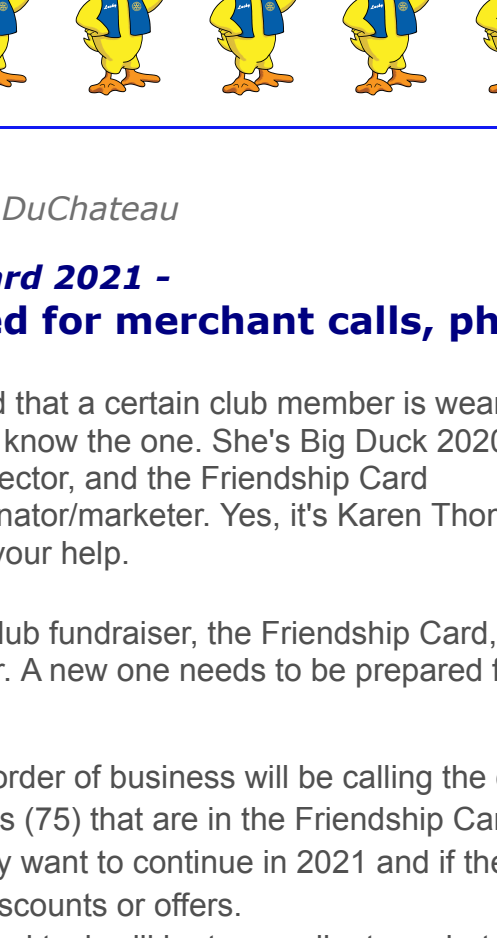 DuChateau
ard 2021 -
ed for merchant calls, ph
d that a certain club member is wear
know the one. She's Big Duck 2020
ector, and the Friendship Card
nator/marketer. Yes, it's Karen Thor
your help.
lub fundraiser, the Friendship Card,
r. A new one needs to be prepared f
order of business will be calling the
s (75) that are in the Friendship Car
y want to continue in 2021 and if the
scounts or offers.